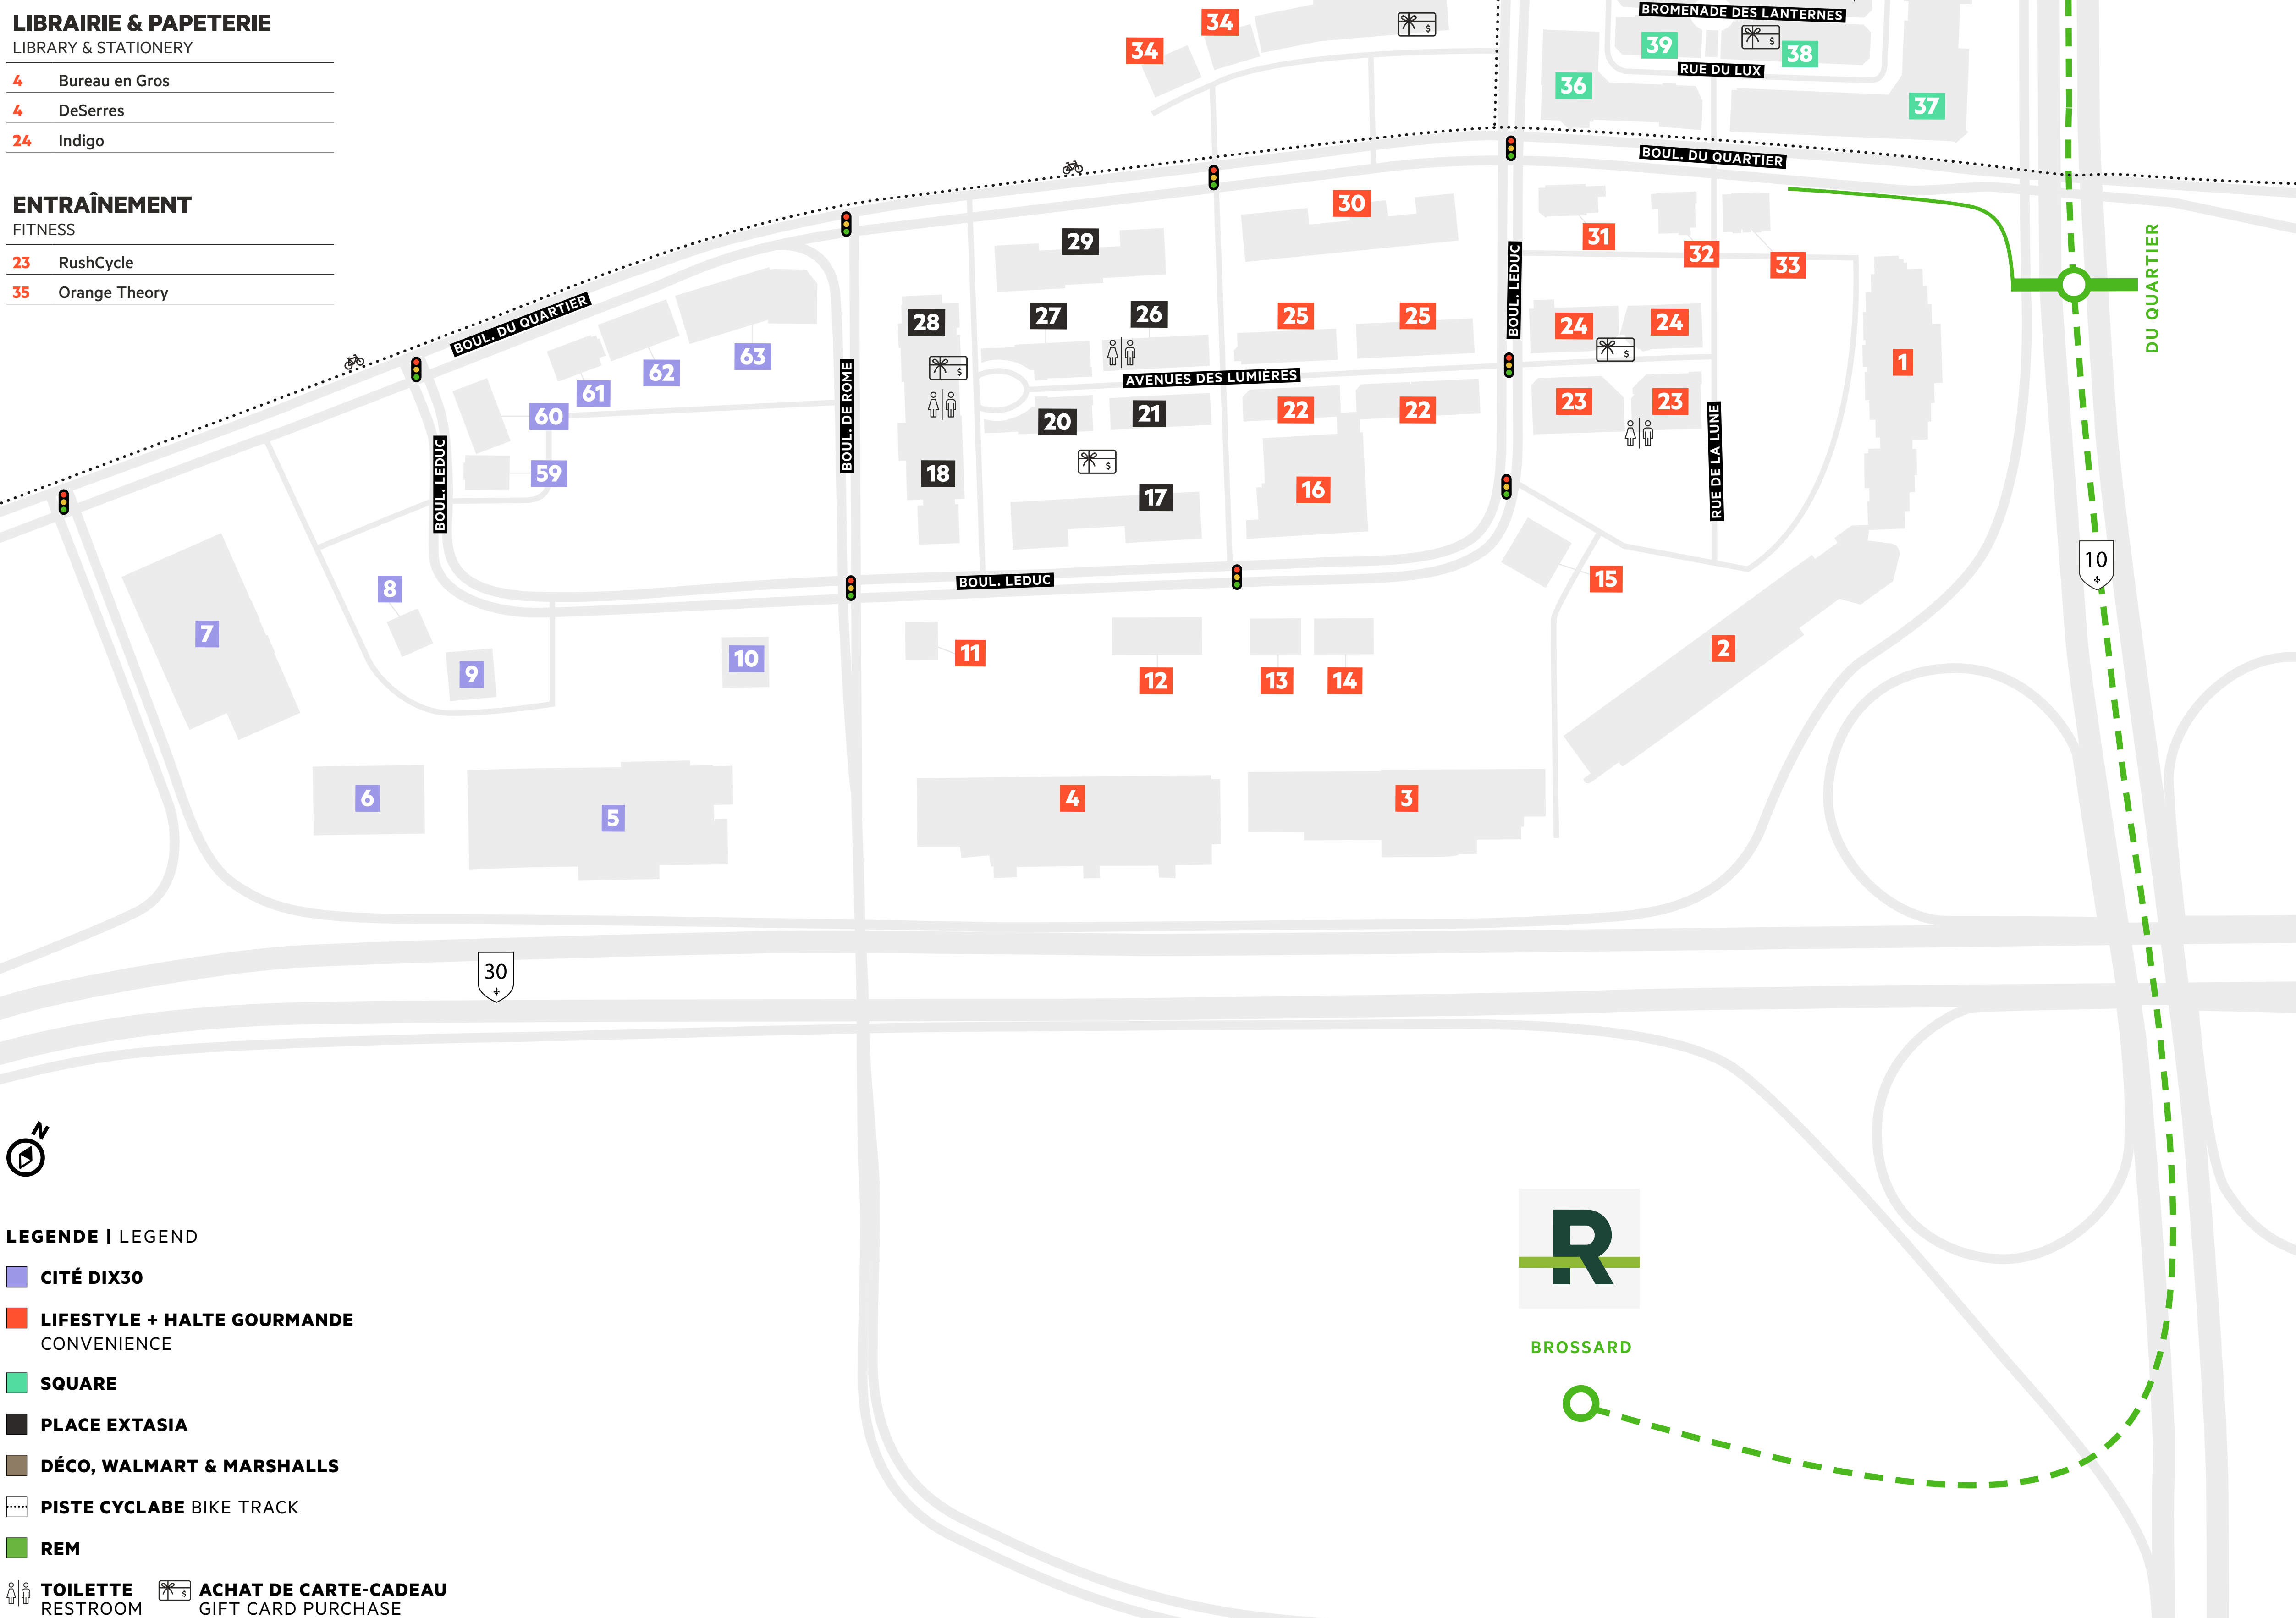 LIBRAIRIE & PAPETERIE
LIBRARY & STATIONERY
4 Bureau en Gros
4 DeSerres
24 Indigo
ENTRAÎNEMENT
FITNESS
23 RushCycle
35 Orange Theory
34
34
$
BROMENADE DES LANTERNES
39
$
38
RUE DU LUX
36
37
BOUL. DU QUARTIER
30
29
31
32
33
BOUL. LEDUC
DU QUARTIER
BOUL. DU QUARTIER
28
27
26
25
25
24
24
$
1
63
62
61
60
59
BOUL. LEDUC
BOUL. DE ROME
$
AVENUES DES LUMIÈRES
20
21
22
22
23
23
RUE DE LA LUNE
$
18
17
16
10
BOUL. LEDUC
15
8
7
9
10
11
12
13
14
2
6
5
4
3
30
N
R
BROSSARD
LEGENDE | LEGEND
CITÉ DIX30
LIFESTYLE + HALTE GOURMANDE
CONVENIENCE
SQUARE
PLACE EXTASIA
DÉCO, WALMART & MARSHALLS
PISTE CYCLABE BIKE TRACK
REM
TOILETTE
RESTROOM
$
ACHAT DE CARTE-CADEAU
GIFT CARD PURCHASE